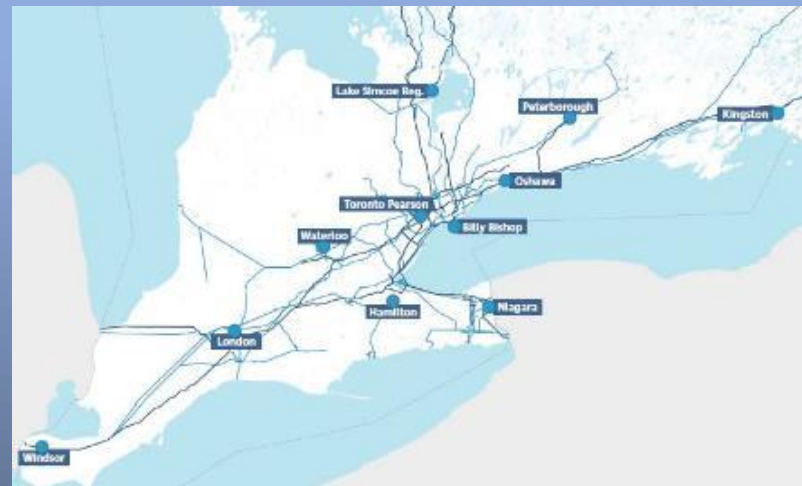 Lake Simcoe Reg.
Peterborough
Kingston
Oshawa
Toronto Pearson
Billy Bishop
Waterloo
Hamilton
Niagara
London
Windsor